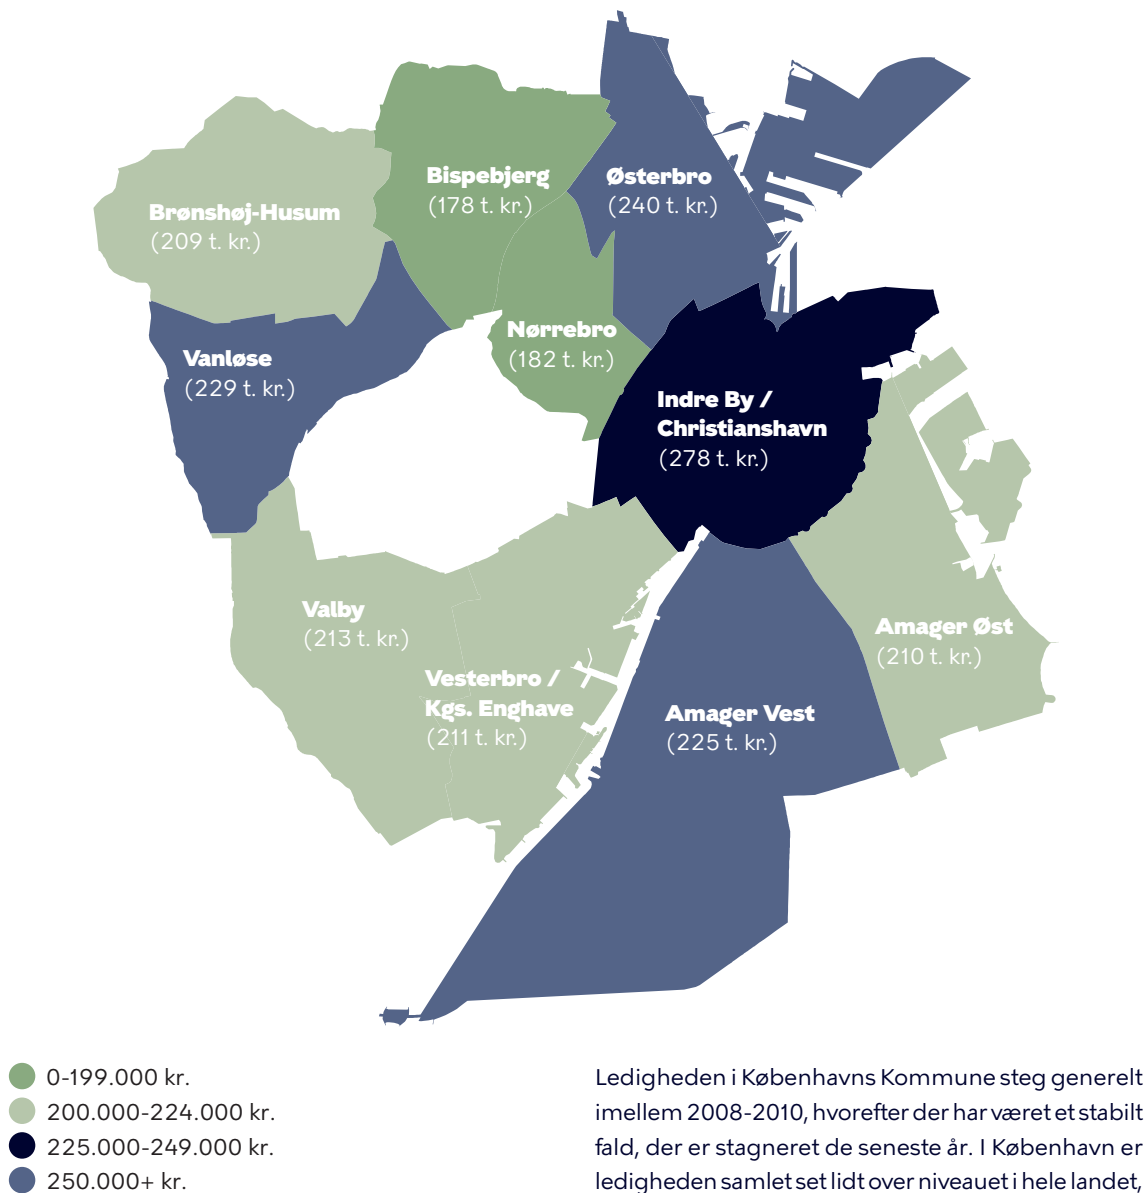 Bispebjerg
(178 t. kr.)
Østerbro
(240 t. kr.)
Brønshøj-Husum
(209 t. kr.)
Nørrebro
(182 t. kr.)
Vanløse
(229 t. kr.)
Indre By /
Christianshavn
(278 t. kr.)
Valby
(213 t. kr.)
Amager Øst
(210 t. kr.)
Vesterbro /
Kgs. Enghave
(211 t. kr.)
Amager Vest
(225 t. kr.)
0-199.000 kr.
200.000-224.000 kr.
225.000-249.000 kr.
250.000+ kr.
Ledigheden i Københavns Kommune steg generelt
imellem 2008-2010, hvorefter der har været et stabilt
fald, der er stagneret de seneste år. I København er
ledigheden samlet set lidt over niveauet i hele landet,